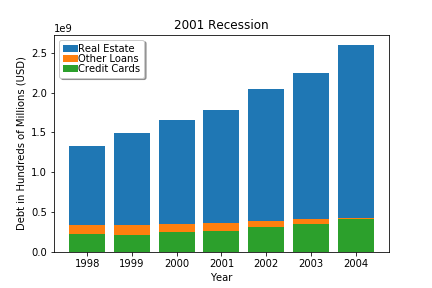 2001 Recession
1e9
Real Estate
Other Loans
Credit Cards
Debt in Hundreds of Millions (USD)
2.5
2.0
1.5
1.0
0.5
0.0
1998 1999 2000 2001 2002 2003 2004
Year